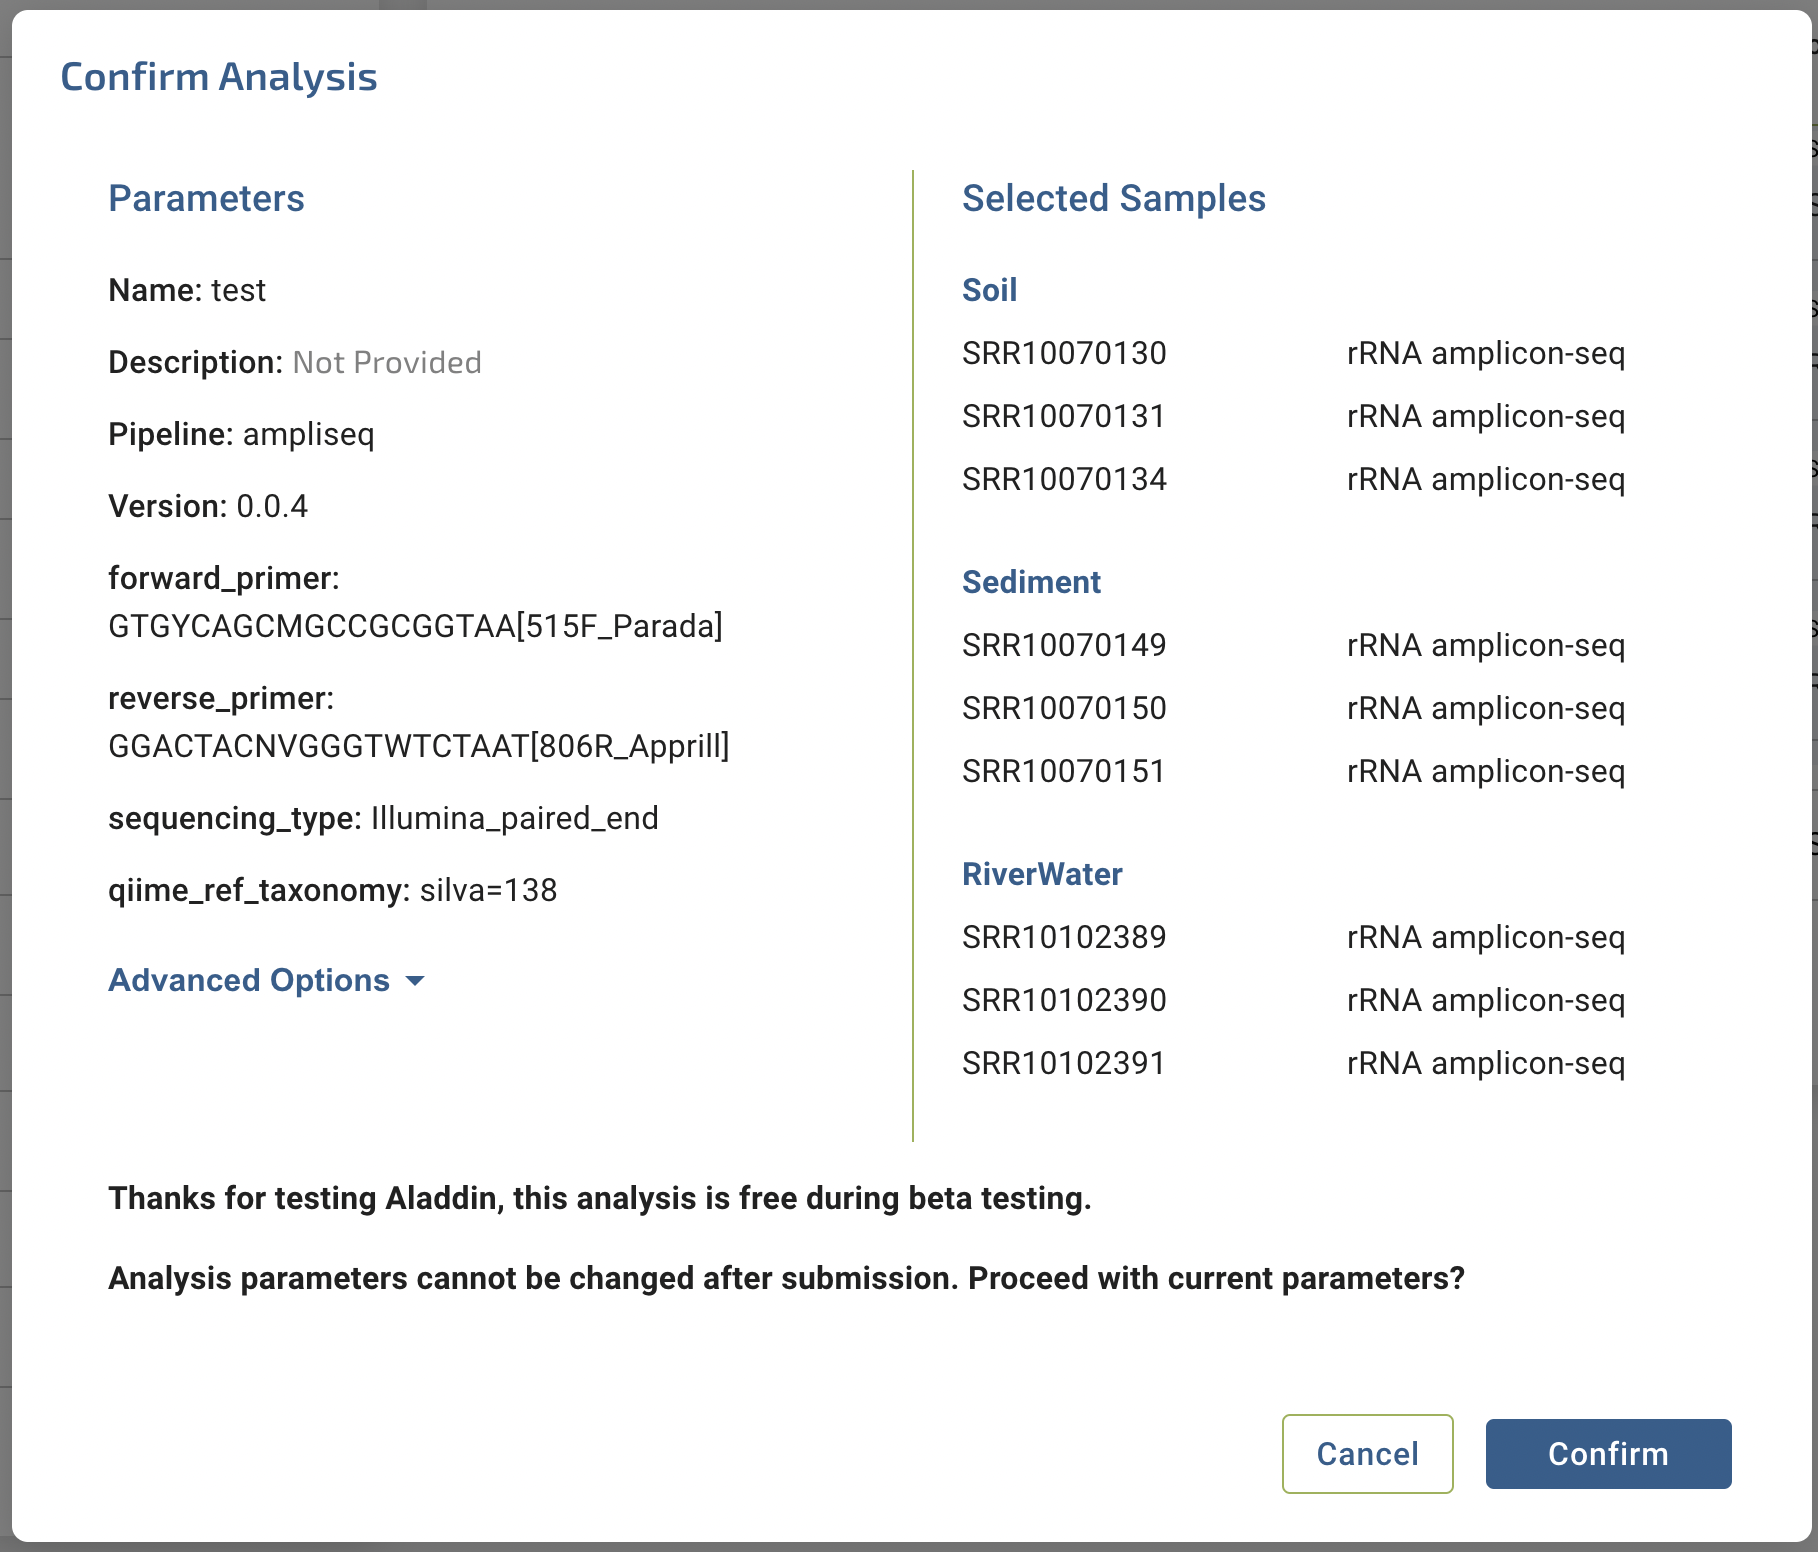 Confirm Analysis
Parameters
Name: test
Description: Not Provided
Pipeline: ampliseq
Version: 0.0.4
forward_primer:
GTGYCAGCMGCCGCGGTAA[515F_Parada]
reverse_primer:
GGACTACNVGGGTWTCTAAT[806R_Apprill]
sequencing_type: Illumina_paired_end
qiime_ref_taxonomy: silva=138
Advanced Options
Selected Samples
Soil
SRR10070130 rRNA amplicon-seq
SRR10070131 rRNA amplicon-seq
SRR10070134 rRNA amplicon-seq
Sediment
SRR10070149 rRNA amplicon-seq
SRR10070150 rRNA amplicon-seq
SRR10070151 rRNA amplicon-seq
RiverWater
SRR10102389 rRNA amplicon-seq
SRR10102390 rRNA amplicon-seq
SRR10102391 rRNA amplicon-seq
Thanks for testing Aladdin, this analysis is free during beta testing.
Analysis parameters cannot be changed after submission. Proceed with current parameters?
Cancel
Confirm